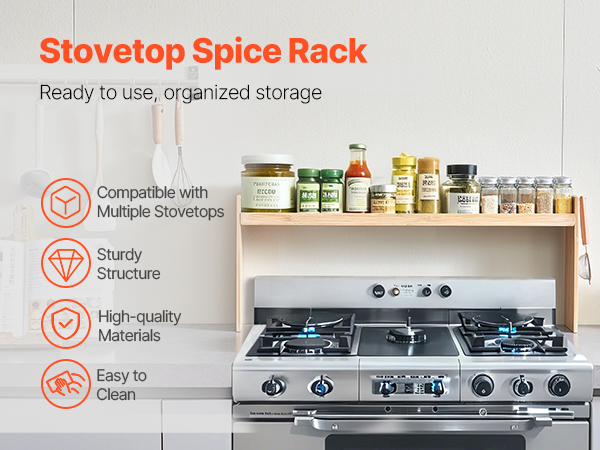 Stovetop Spice Rack
Ready to use, organized storage
Compatible with
Multiple Stovetops
Sturdy
Structure
High-quality
Materials
Easy to
Clean